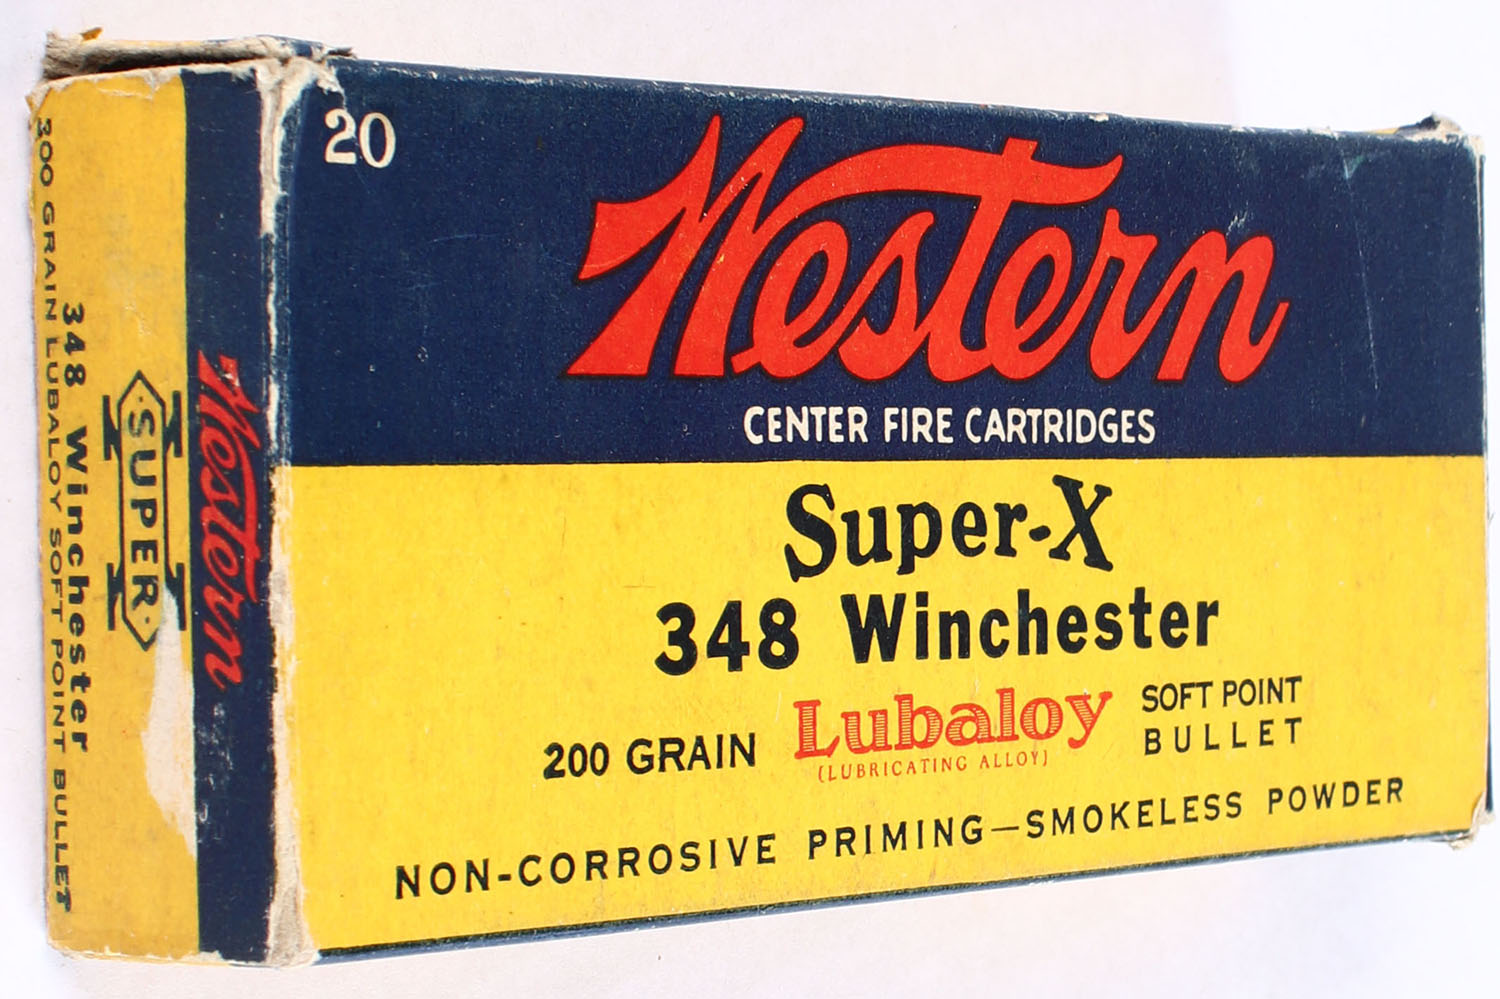 20
Western
CENTER FIRE CARTRIDGES
Super-X
348 Winchester
200 GRAIN Lubaloy SOFT POINT
(LUBRICATING ALLOY) BULLET
NON-CORROSIVE PRIMING—SMOKELESS POWDER
Western
·SUPER·
348 Winchester
200 GRAIN LUBALOY SOFT POINT BULLET